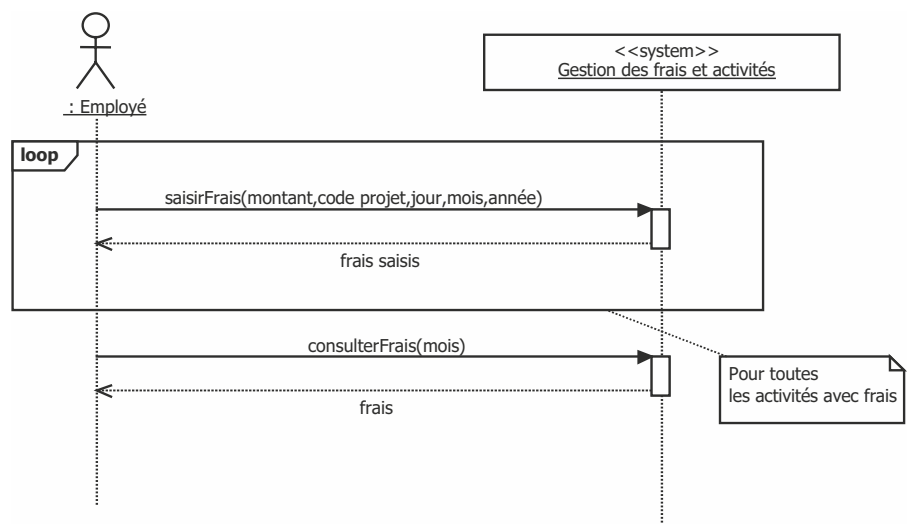 <<system>>
Gestion des frais et activités
: Employé
loop
saisirFrais(montant,code projet,jour,mois,année)
frais saisis
consulterFrais(mois)
frais
Pour toutes
les activités avec frais